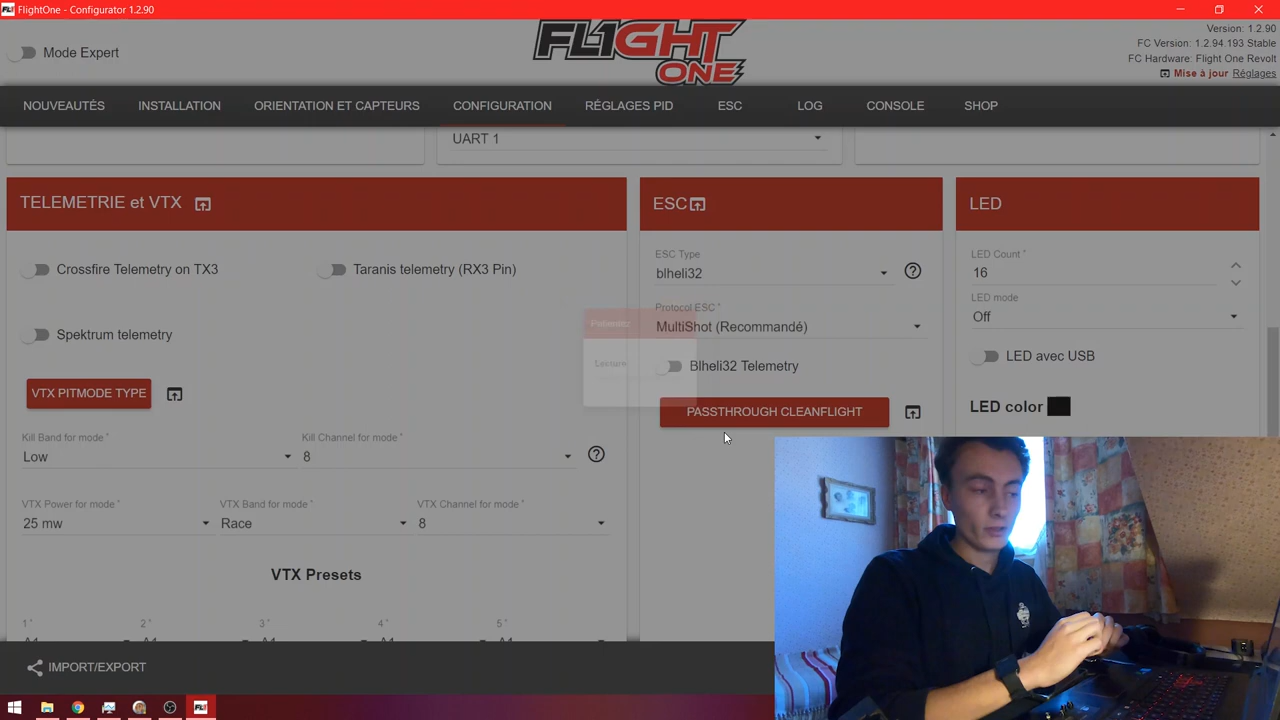 FlightOne - Configurator 1.2.90
Mode Expert
FL1GHT
ONE
Version: 1.2.90
FC Version: 1.2.94.193 Stable
FC Hardware: Flight One Revolt
Mise à jour Réglages
NOUVEAUTÉS INSTALLATION ORIENTATION ET CAPTEURS CONFIGURATION RÉGLAGES PID ESC LOG CONSOLE SHOP
UART 1
TELEMETRIE et VTX
Crossfire Telemetry on TX3
Taranis telemetry (RX3 Pin)
Spektrum telemetry
VTX PITMODE TYPE
Kill Band for mode *
Low
Kill Channel for mode *
8
VTX Power for mode *
25 mw
VTX Band for mode *
Race
VTX Channel for mode *
8
VTX Presets
1 *
2 *
3 *
4 *
5 *
ESC
ESC Type
blheli32
Protocol ESC *
MultiShot (Recommandé)
Blheli32 Telemetry
PASSTHROUGH CLEANFLIGHT
Patientez
Lecture
LED
LED Count *
16
LED mode
Off
LED avec USB
LED color
IMPORT/EXPORT